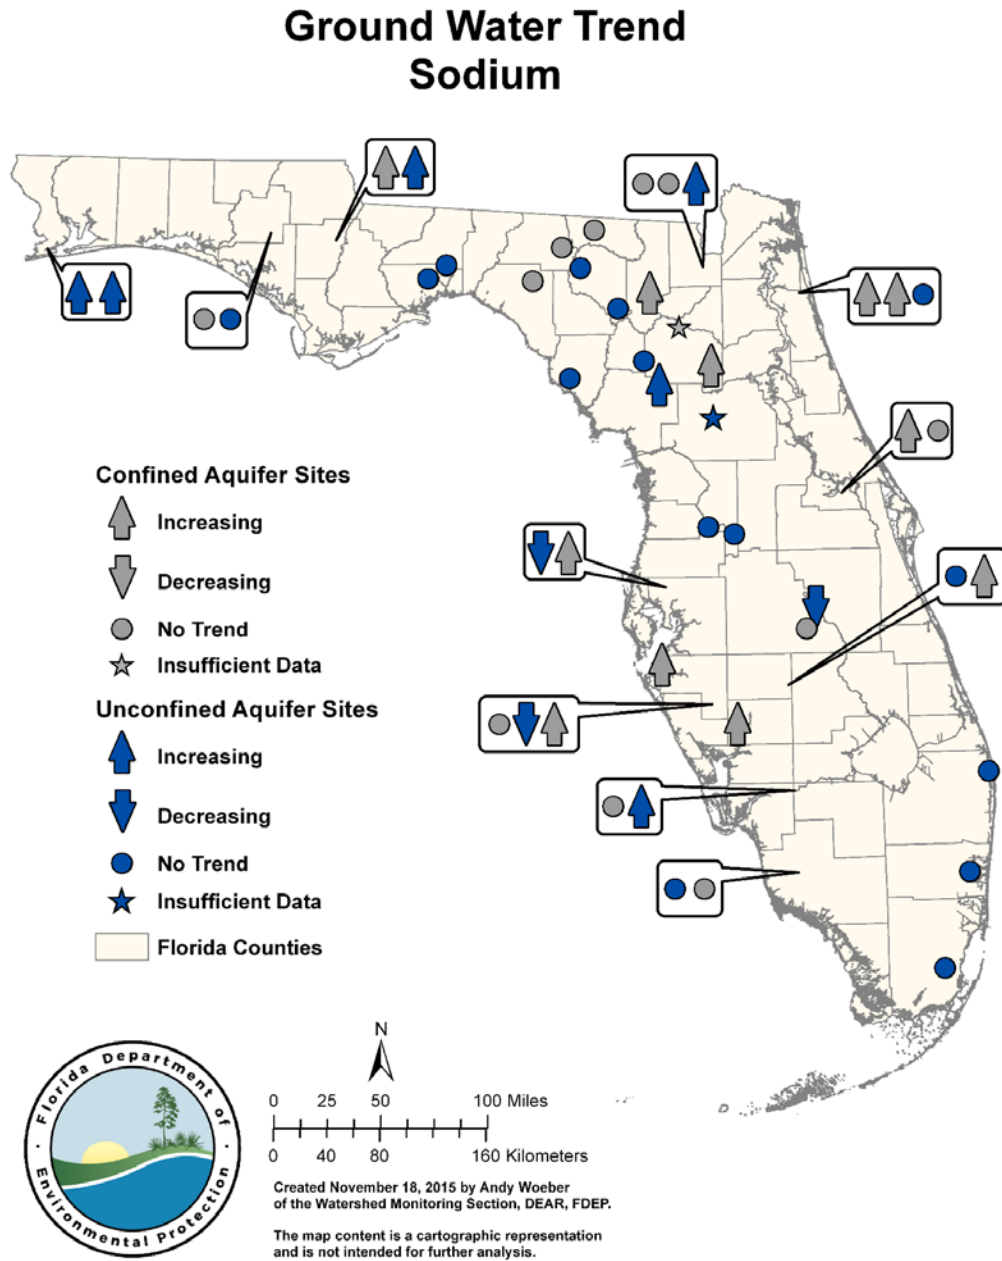 Ground Water Trend
Sodium
Confined Aquifer Sites
Increasing
Decreasing
No Trend
Insufficient Data
Unconfined Aquifer Sites
Increasing
Decreasing
No Trend
Insufficient Data
Florida Counties
Florida Department of
Environmental Protection
N
0 25 50 100 Miles
0 40 80 160 Kilometers
Created November 18, 2015 by Andy Woeber
of the Watershed Monitoring Section, DEAR, FDEP.
The map content is a cartographic representation
and is not intended for further analysis.